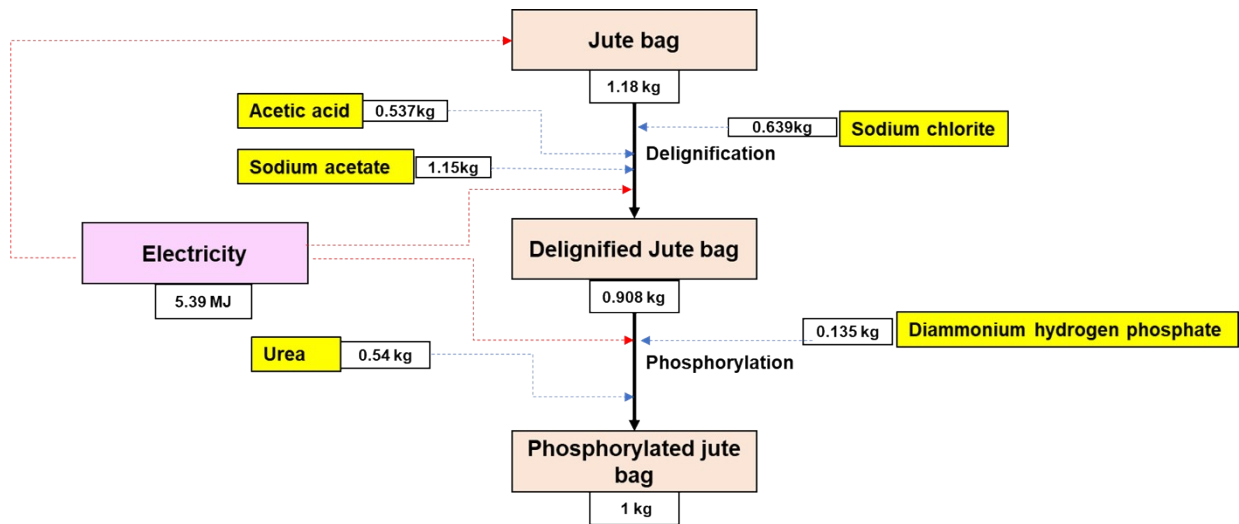 Jute bag
1.18 kg
Acetic acid
0.537kg
0.639kg
Sodium chlorite
Delignification
Sodium acetate
1.15kg
Electricity
5.39 MJ
Delignified Jute bag
0.908 kg
0.135 kg
Diammonium hydrogen phosphate
Urea
0.54 kg
Phosphorylation
Phosphorylated jute
bag
1 kg